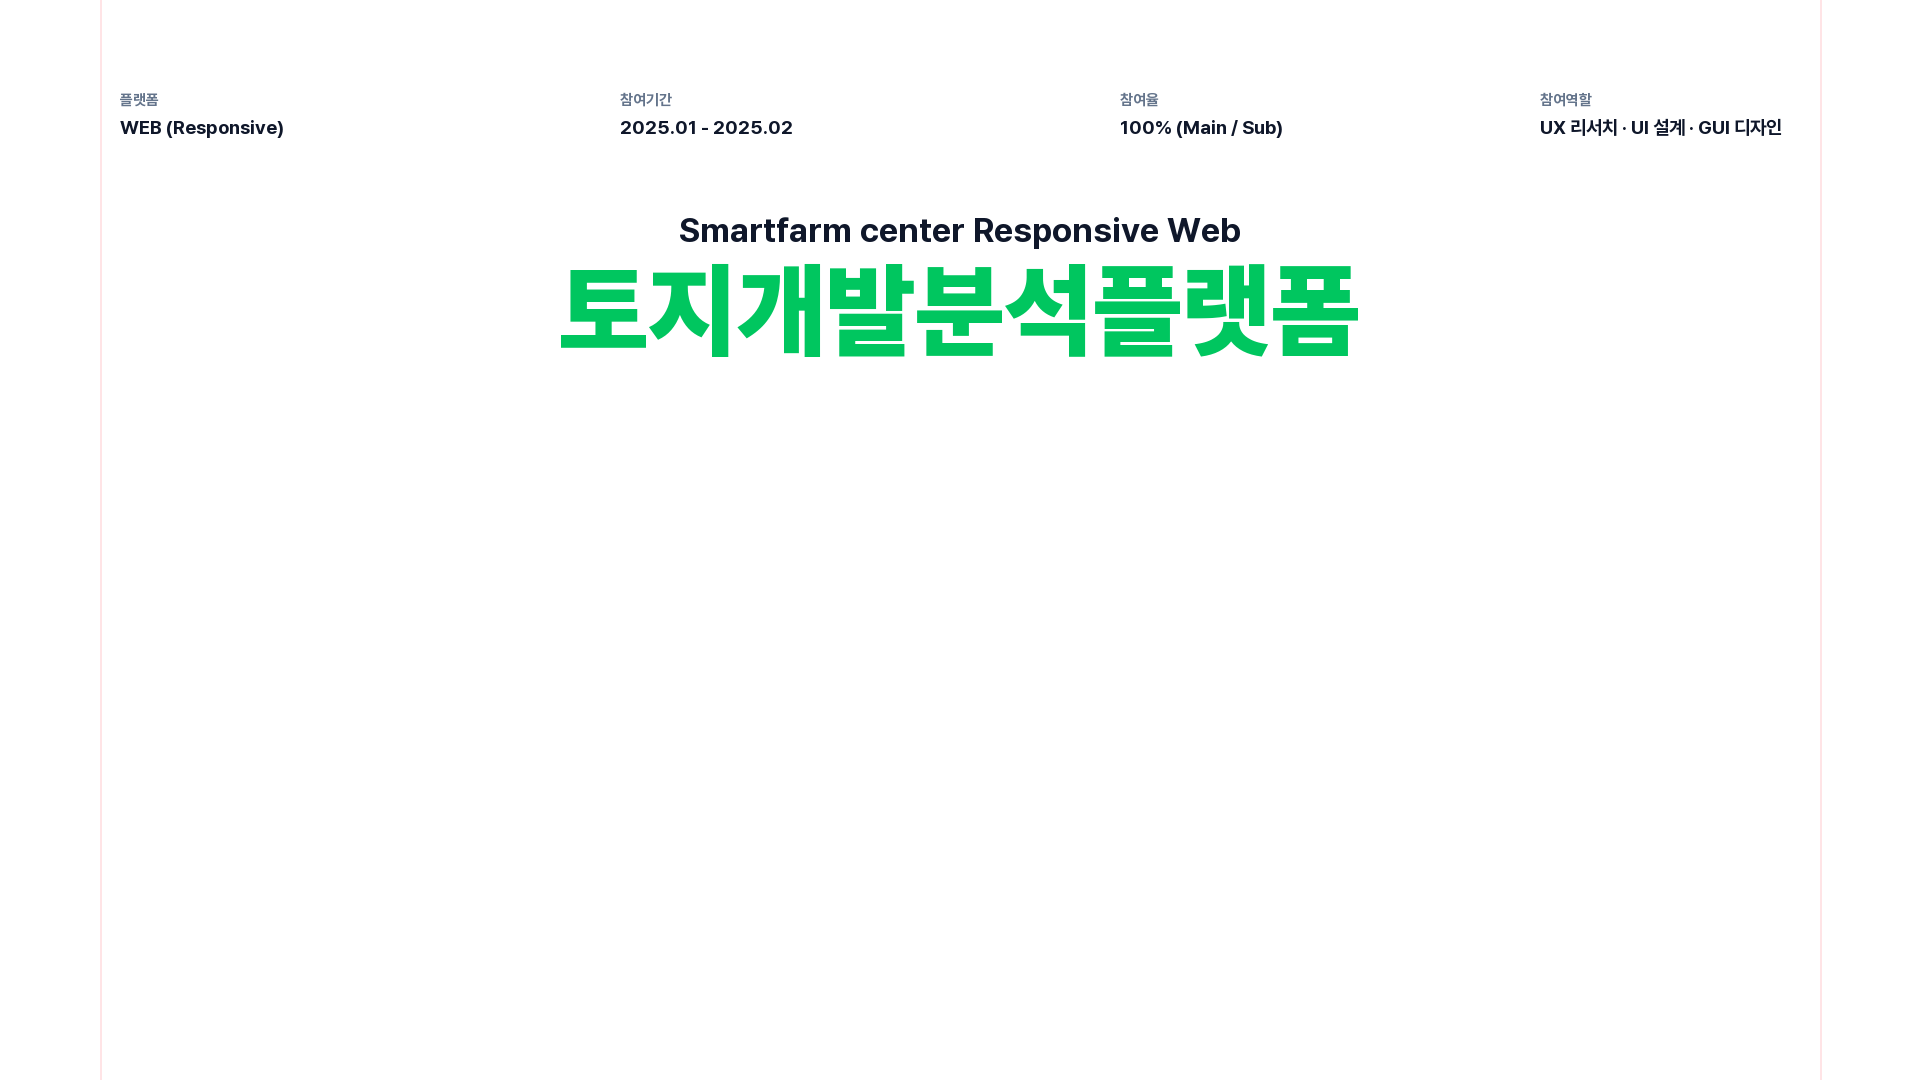 플랫폼
WEB (Responsive)
참여기간
2025.01 - 2025.02
참여율
100% (Main / Sub)
참여역할
UX 리서치 · UI 설계 · GUI 디자인
Smartfarm center Responsive Web
토지개발분석플랫폼